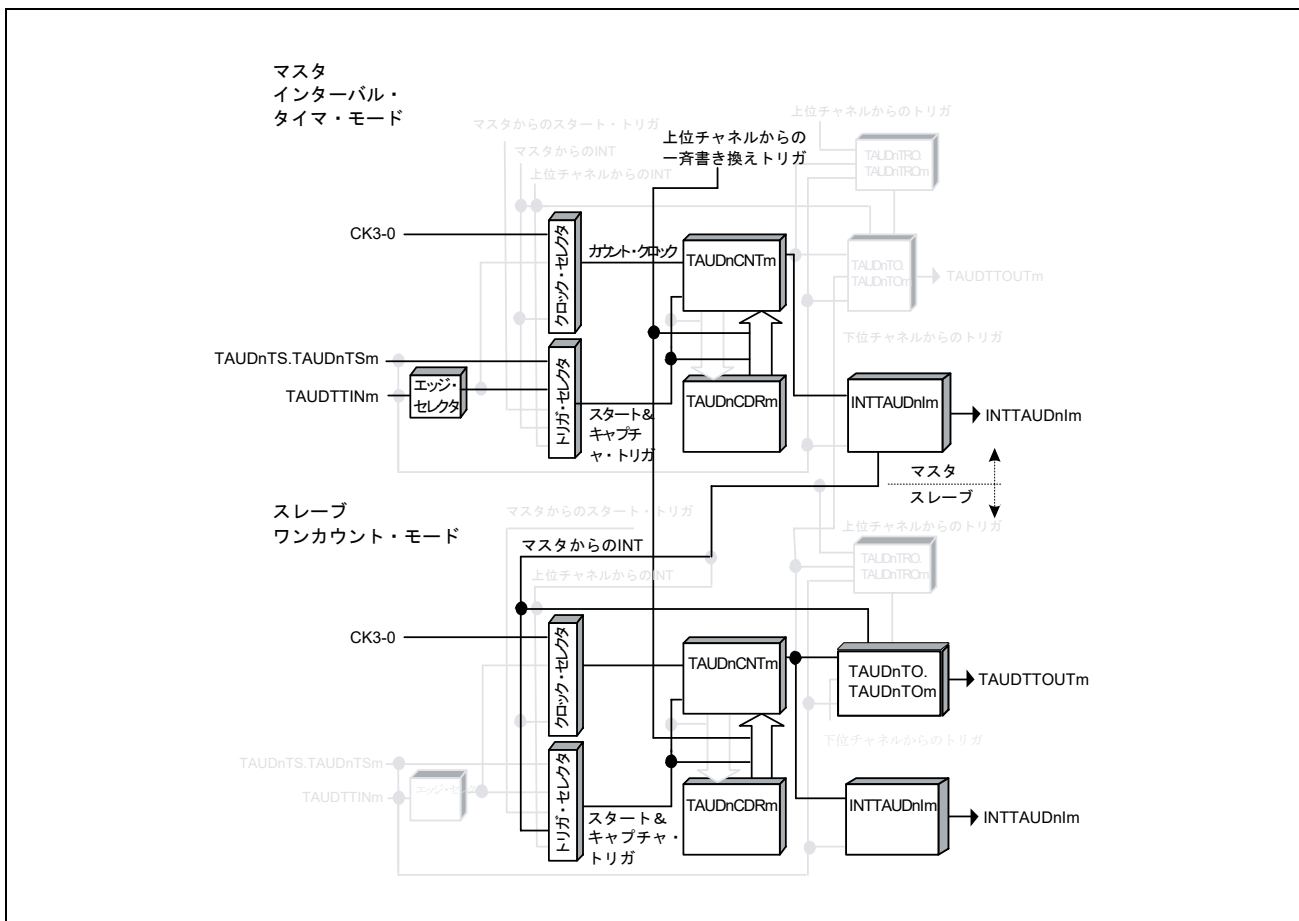 マスタ
インターバル・
タイマ・モード
上位チャネルからのトリガ
マスタからのスタート・トリガ
上位チャネルからの
一斉書き換えトリガ
マスタからのINT
上位チャネルからのINT
TAUDnTRO.
TAUDnTROm
CK3-0
クロック・セレクタ
カウント・クロック
TAUDnCNTm
TAUDnTO.
TAUDnTOm
TAUDTTOUTm
下位チャネルからのトリガ
TAUDnTS.TAUDnTSm
TAUDTTINm
エッジ・
セレクタ
トリガ・セレクタ
スタート&
キャプチ
ャ・トリガ
TAUDnCDRm
INTTAUDnIm
INTTAUDnIm
マスタ
スレーブ
スレーブ
ワンカウント・モード
マスタからのスタート・トリガ
マスタからのINT
上位チャネルからのINT
上位チャネルからのトリガ
TAUDnTRO.
TAUDnTROm
CK3-0
クロック・セレクタ
TAUDnCNTm
TAUDnTO.
TAUDnTOm
TAUDTTOUTm
下位チャネルからのトリガ
TAUDnTS.TAUDnTSm
TAUDTTINm
エッジ・セレク
トリガ・セレクタ
スタート&
キャプチャ・
トリガ
TAUDnCDRm
INTTAUDnIm
INTTAUDnIm